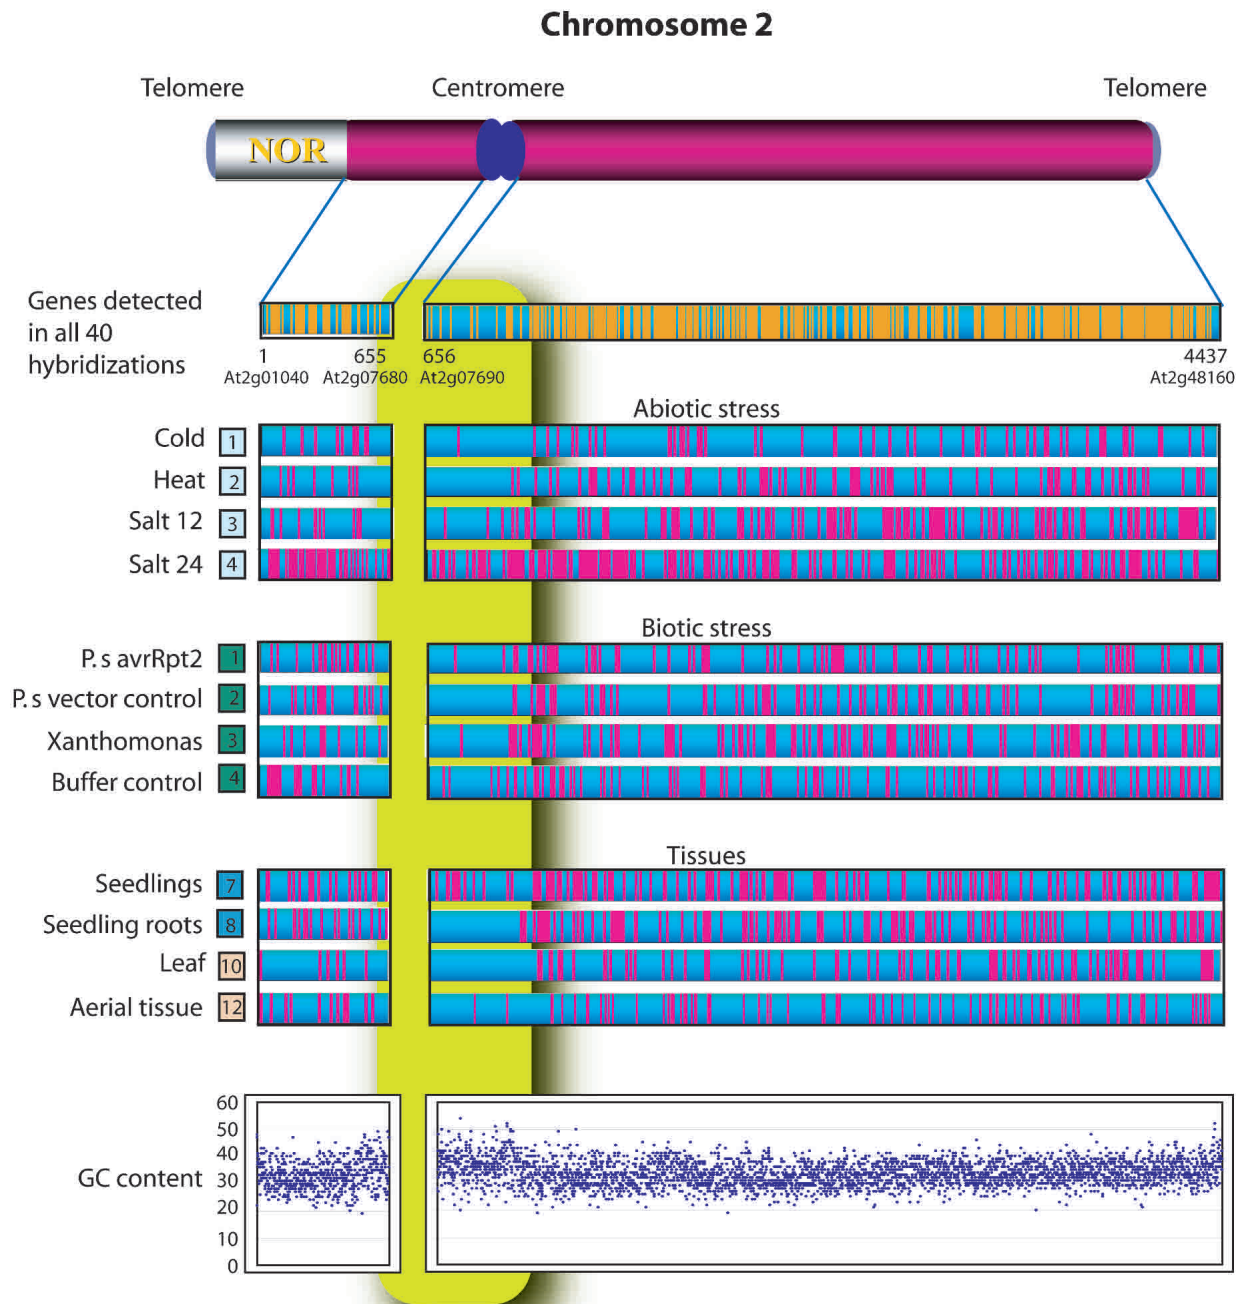 Chromosome 2
Telomere
Centromere
Telomere
NOR
Genes detected
in all 40
hybridizations
1
655
656
4437
At2g01040
At2g07680
At2g07690
At2g48160
Abiotic stress
Cold 1
Heat 2
Salt 12 3
Salt 24 4
Biotic stress
P. s avrRpt2 1
P. s vector control 2
Xanthomonas 3
Buffer control 4
Tissues
Seedlings 7
Seedling roots 8
Leaf 10
Aerial tissue 12
GC content
60
50
40
30
20
10
0